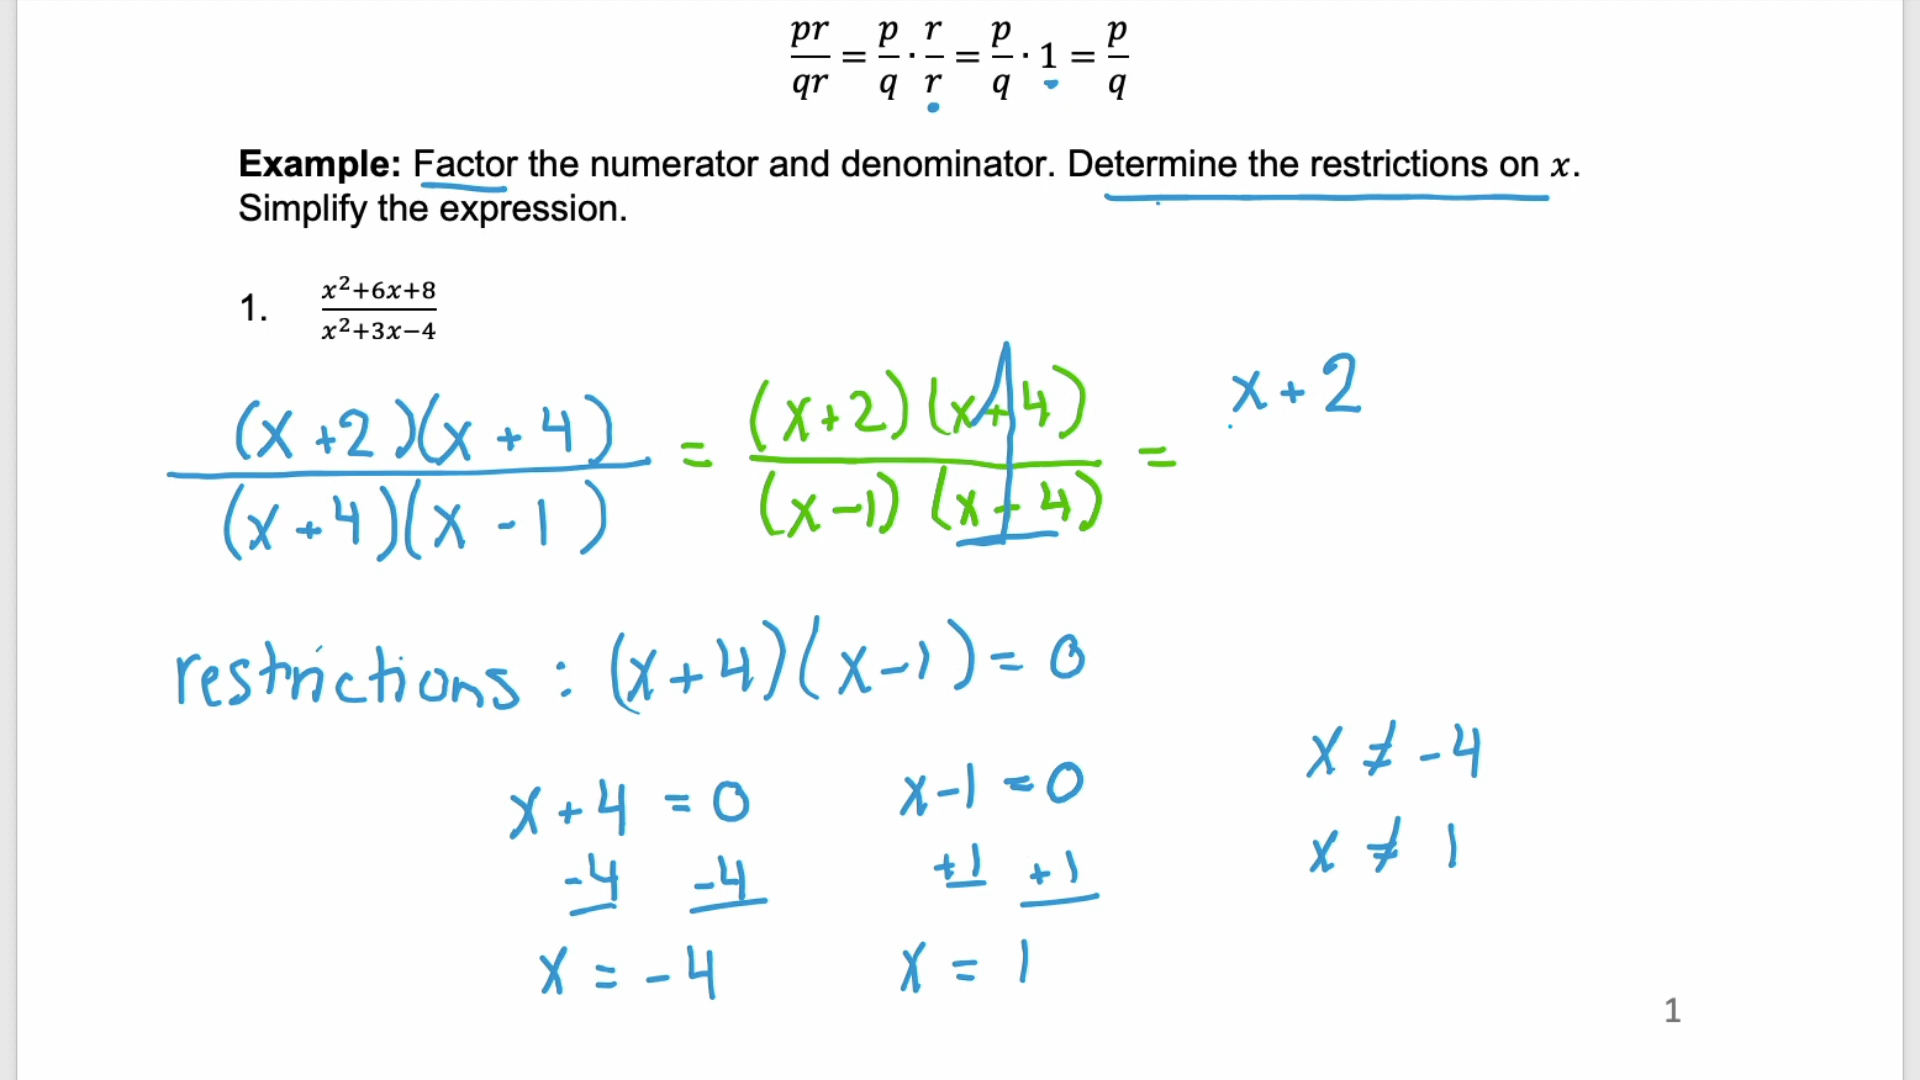 pr/qr = p/q · r/r = p/q · 1 = p/q
Example: Factor the numerator and denominator. Determine the restrictions on x.
Simplify the expression.
1. x²+6x+8 / x²+3x−4
(x+2)(x+4) / (x+4)(x-1) = (x+2)(x+4) / (x-1)(x+4) = x+2
restrictions : (x+4)(x-1) = 0
x+4 = 0 x-1 = 0 x ≠ -4
-4 -4 +1 +1 x ≠ 1
x = -4 x = 1
1